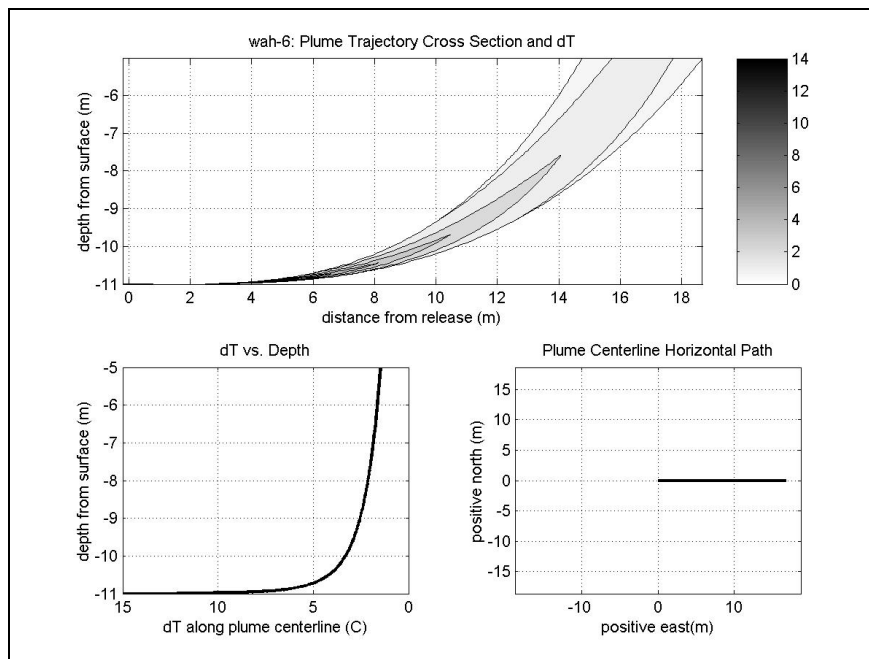 wah-6: Plume Trajectory Cross Section and dT
-6
-7
-8
-9
-10
-11
depth from surface (m)
0 2 4 6 8 10 12 14 16 18
distance from release (m)
14
12
10
8
6
4
2
0
dT vs. Depth
-5
-6
-7
-8
-9
-10
-11
depth from surface (m)
15 10 5 0
dT along plume centerline (C)
Plume Centerline Horizontal Path
15
10
5
0
-5
-10
-15
positive north (m)
-10 0 10
positive east(m)